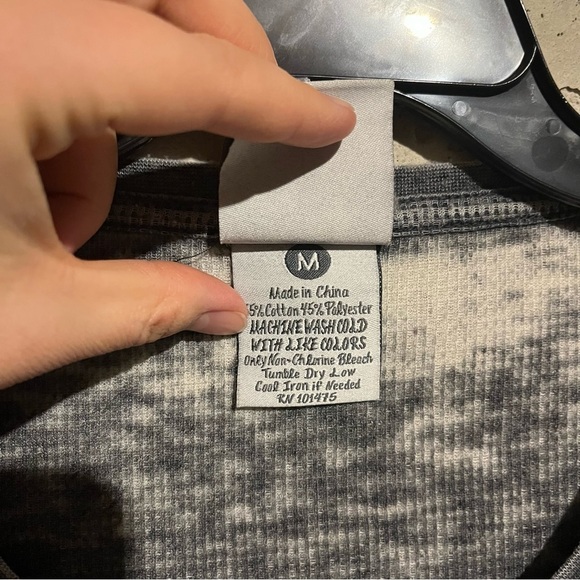 M
Made in China
5% Cotton 45% Polyester
MACHINE WASH COLD
WITH LIKE COLORS
Only Non-Chlorine Bleach
Tumble Dry Low
Cool Iron if Needed
RN 101475